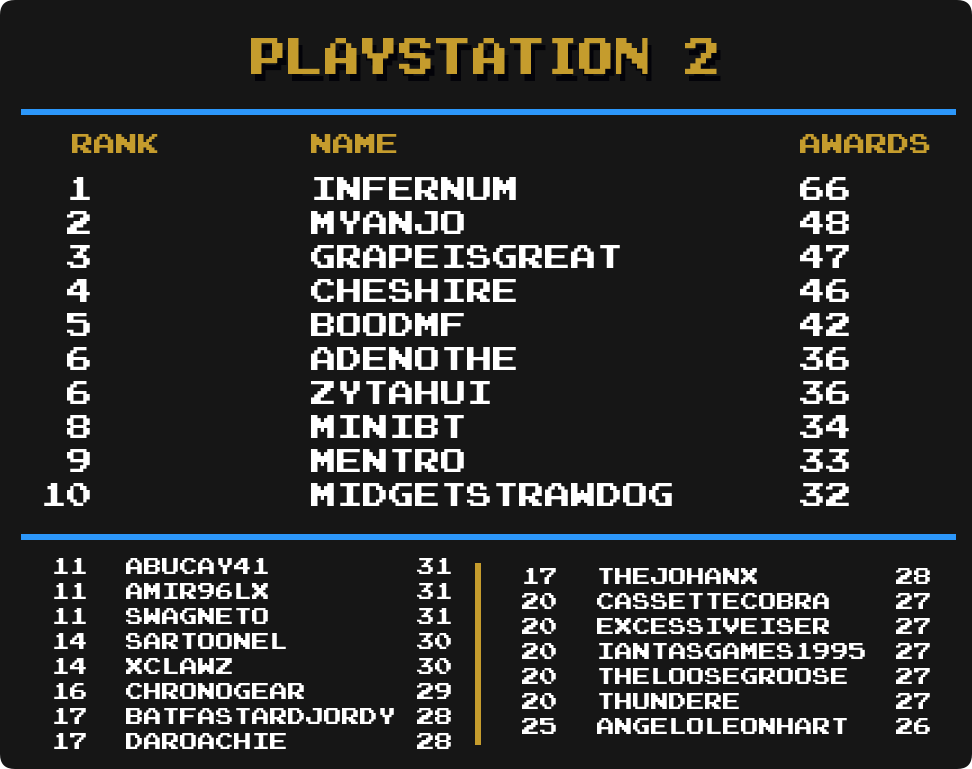 PLAYSTATION 2
RANK NAME AWARDS
1 INFERNUM 66
2 MYANJO 48
3 GRAPEISGREAT 47
4 CHESHIRE 46
5 BOODMF 42
6 ADENOTHE 36
6 ZYTAHUI 36
8 MINIBT 34
9 MENTRO 33
10 MIDGETSTRAWDOG 32
11 ABUCAY41 31
11 AMIR96LX 31
11 SWAGNETO 31
14 SARTOONEL 30
14 XCLAWZ 30
16 CHRONOGEAR 29
17 BATFASTARDJORDY 28
17 DAROACHIE 28
17 THEJOHANX 28
20 CASSETTECOBRA 27
20 EXCESSIVEISER 27
20 IANTASGAMES1995 27
20 THELOOSEGROOSE 27
20 THUNDERE 27
25 ANGELOLEONHART 26